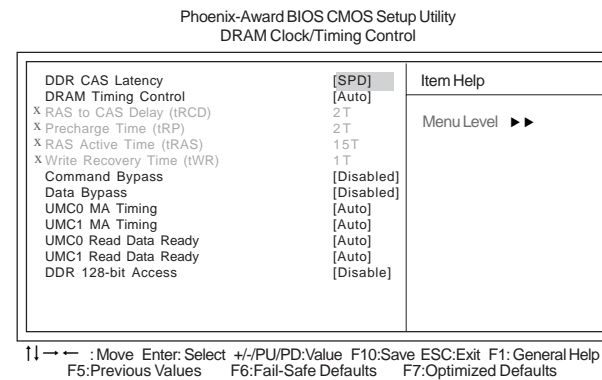 Phoenix-Award BIOS CMOS Setup Utility
DRAM Clock/Timing Control
DDR CAS Latency [SPD]
DRAM Timing Control [Auto]
X RAS to CAS Delay (tRCD) 2T
X Precharge Time (tRP) 2T
X RAS Active Time (tRAS) 15T
X Write Recovery Time (tWR) 1T
Command Bypass [Disabled]
Data Bypass [Disabled]
UMC0 MA Timing [Auto]
UMC1 MA Timing [Auto]
UMC0 Read Data Ready [Auto]
UMC1 Read Data Ready [Auto]
DDR 128-bit Access [Disable]
Item Help
Menu Level ►►
↑↓→← : Move Enter: Select +/-/PU/PD:Value F10:Save ESC:Exit F1: General Help
F5:Previous Values F6:Fail-Safe Defaults F7:Optimized Defaults